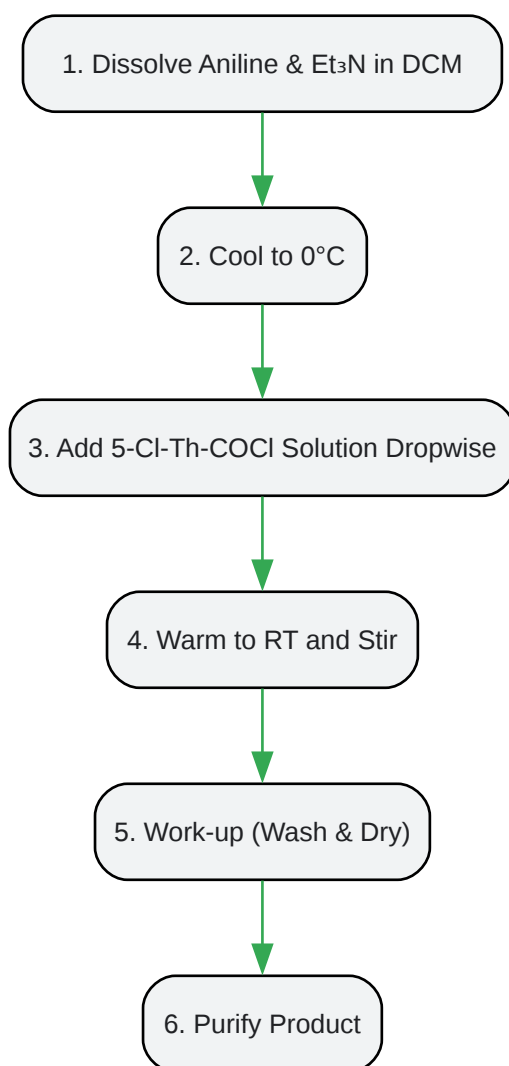 1. Dissolve Aniline & Et₃N in DCM
2. Cool to 0°C
3. Add 5-Cl-Th-COCl Solution Dropwise
4. Warm to RT and Stir
5. Work-up (Wash & Dry)
6. Purify Product